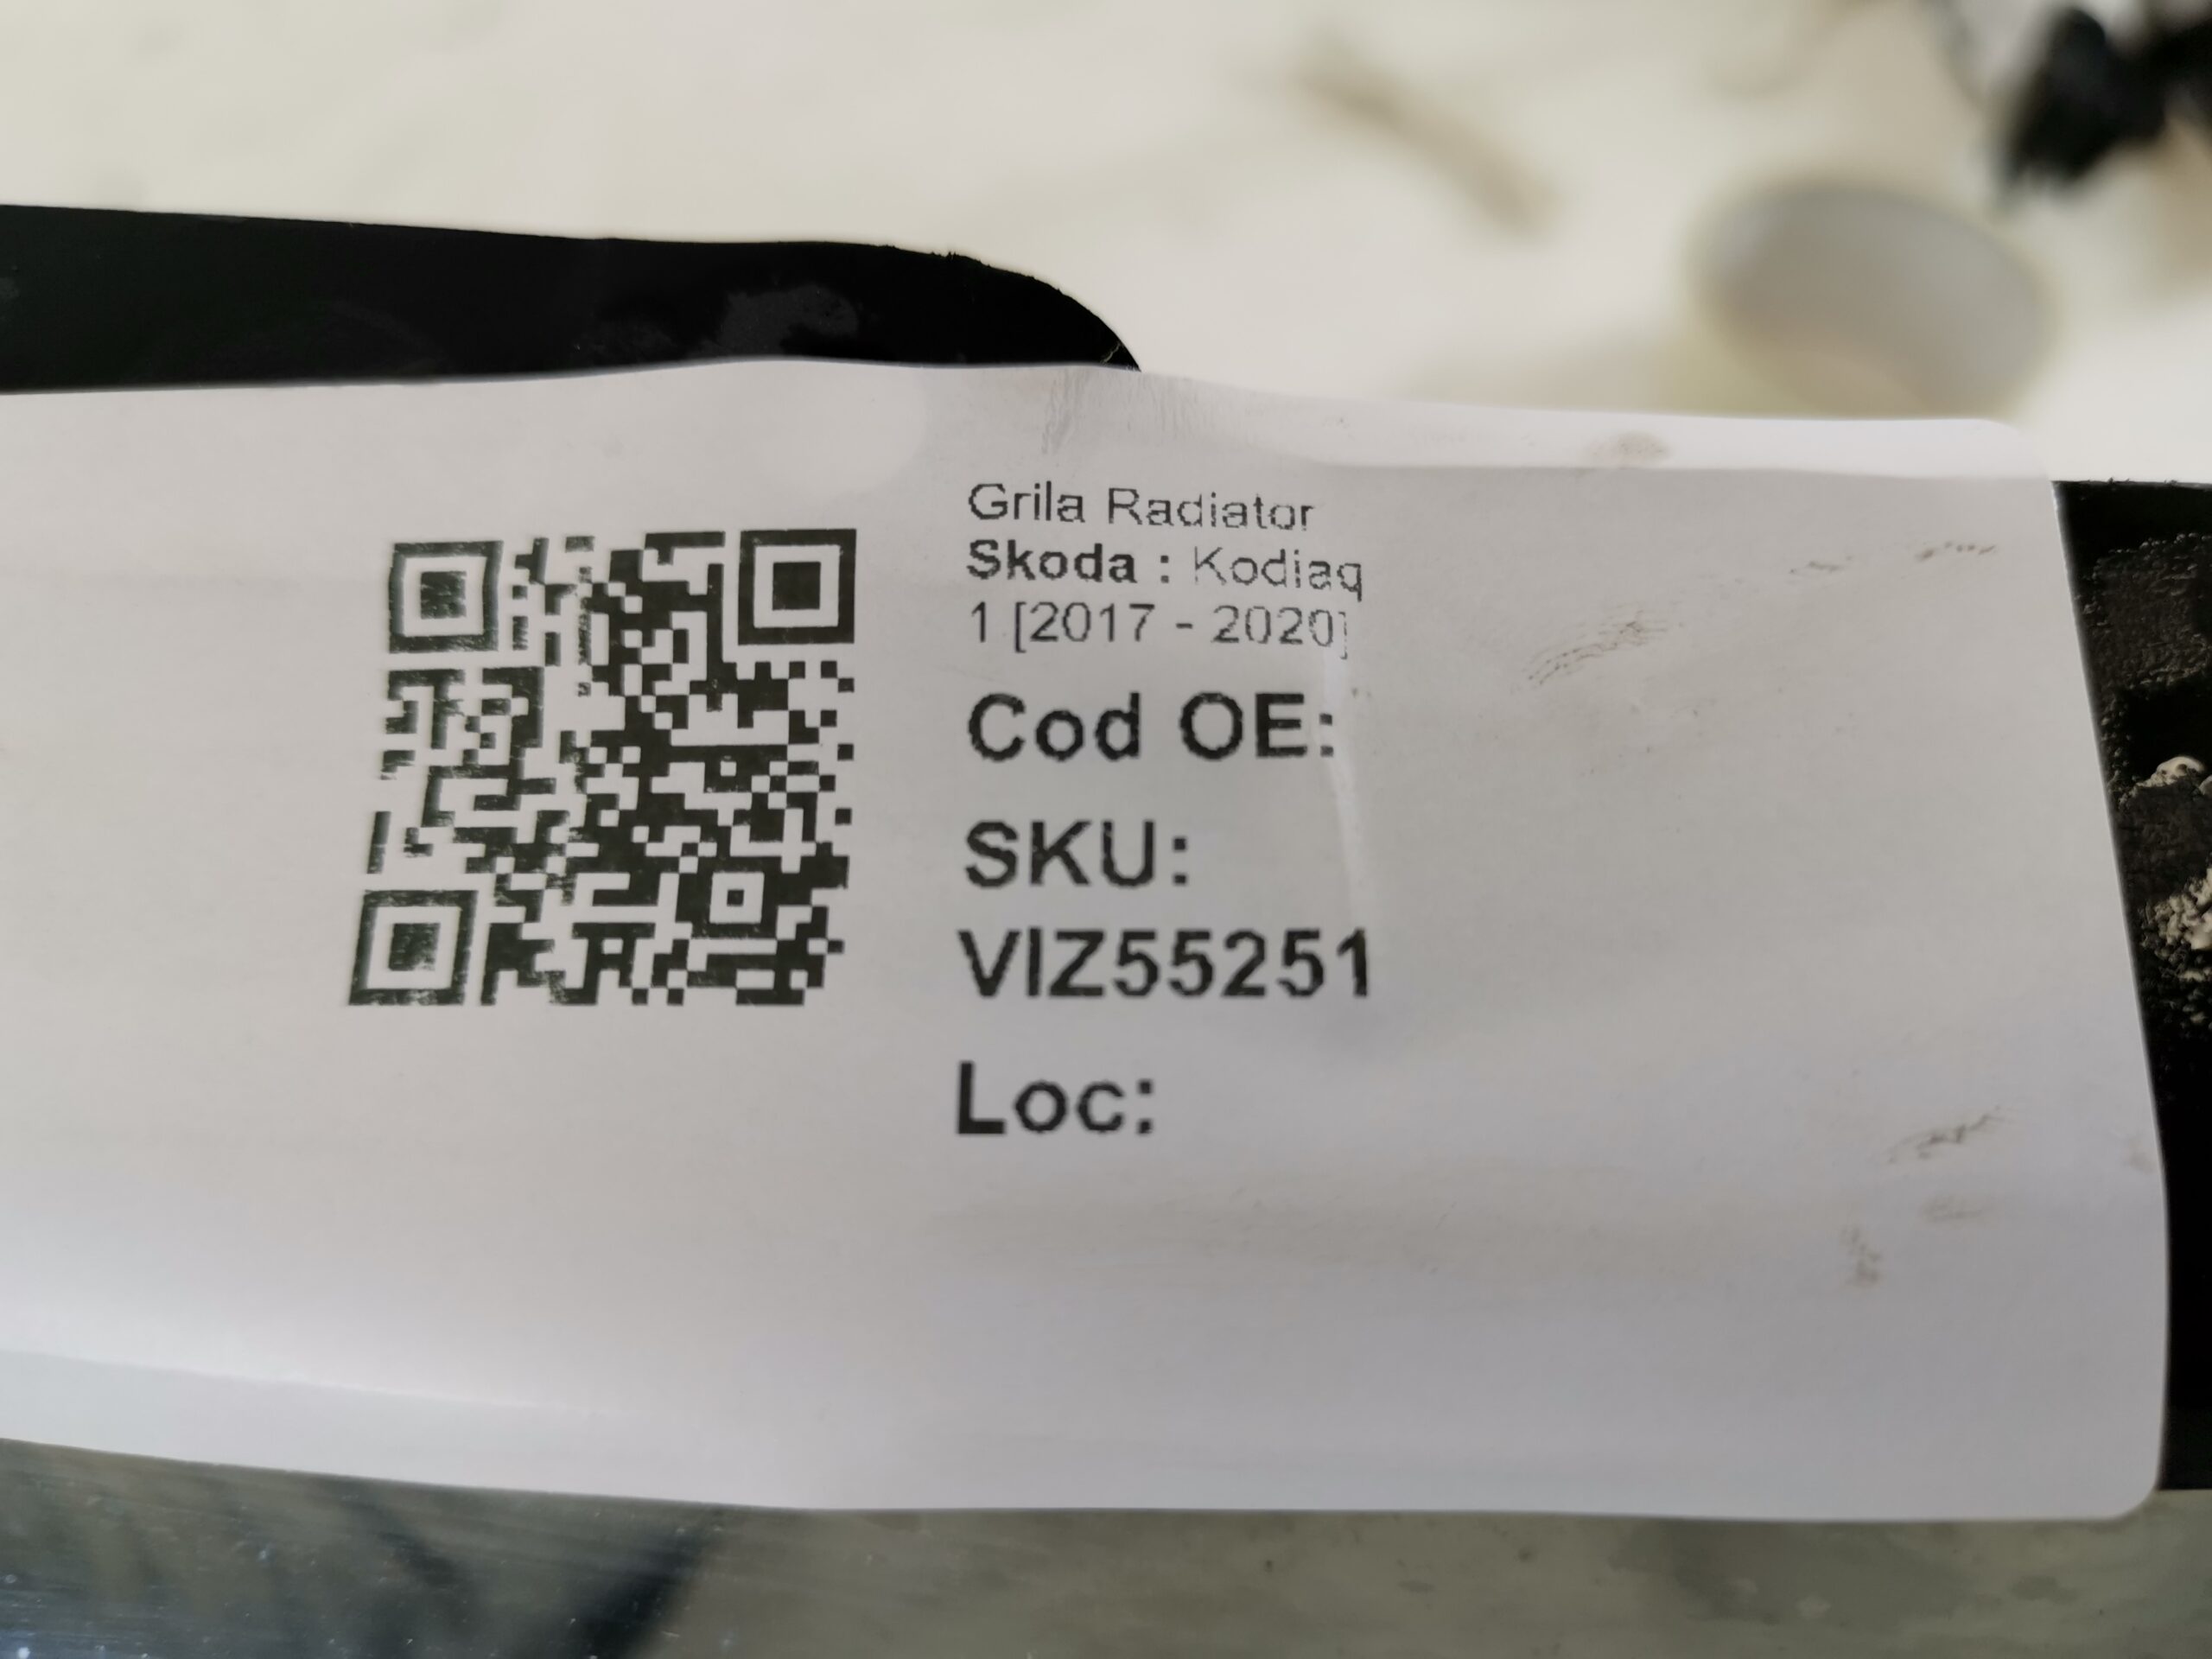 Grila Radiator
Skoda : Kodiaq
1 [2017 - 2020]
Cod OE:
SKU:
VIZ55251
Loc: